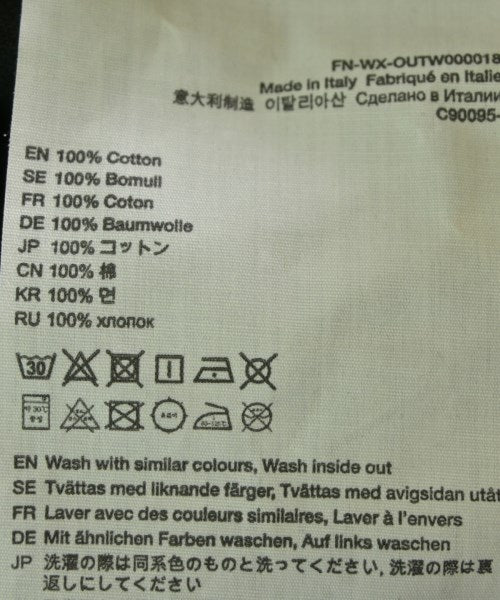 FN-WX-OUTW000018
Made in Italy Fabriqué en Italie
意大利制造 이탈리아산 Сделано в Италии
C90095-
EN 100% Cotton
SE 100% Bomull
FR 100% Coton
DE 100% Baumwolle
JP 100% コットン
CN 100% 棉
KR 100% 면
RU 100% хлопок
30
EN Wash with similar colours, Wash inside out
SE Tvättas med liknande färger, Tvättas med avigsidan utåt
FR Laver avec des couleurs similaires, Laver à l'envers
DE Mit ähnlichen Farben waschen, Auf links waschen
JP 洗濯の際は同系色のものと洗ってください, 洗濯の際は裏
返しにしてください